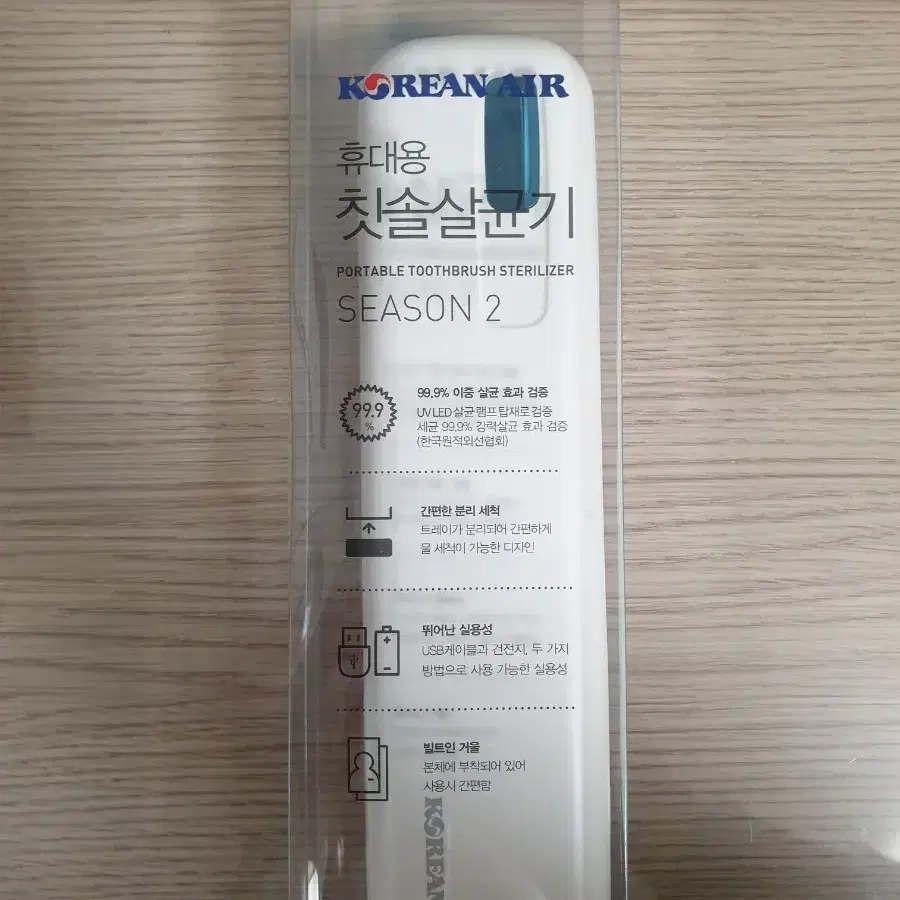 KOREAN AIR
휴대용
칫솔살균기
PORTABLE TOOTHBRUSH STERILIZER
SEASON 2
99.9
%
99.9% 이중 살균 효과 검증
UV LED 살균 램프 탑재로 검증
세균 99.9% 강력살균 효과 검증
(한국원적외선협회)
간편한 분리 세척
트레이가 분리되어 간편하게
물 세척이 가능한 디자인
뛰어난 실용성
USB케이블과 건전지, 두 가지
방법으로 사용 가능한 실용성
빌트인 거울
본체에 부착되어 있어
사용시 간편함
KOREAN